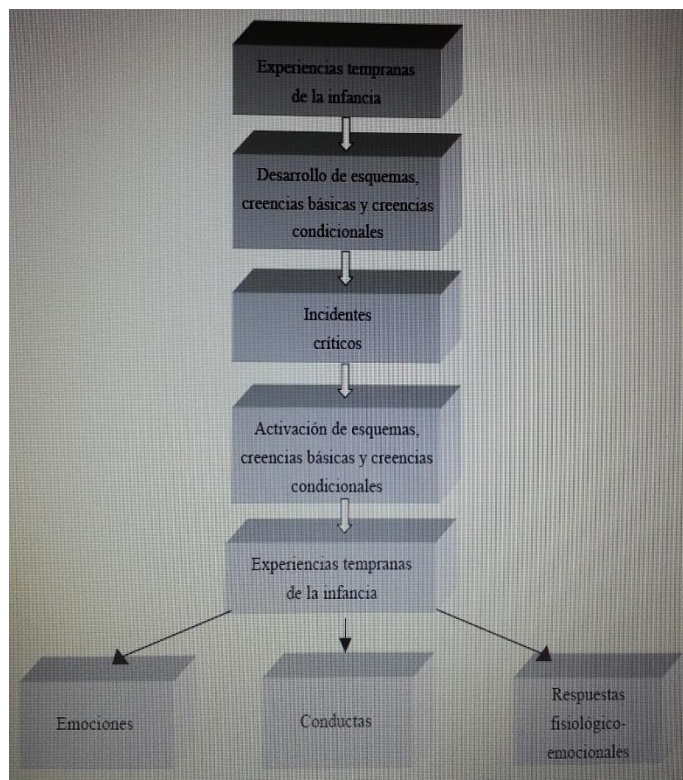 Experiencias tempranas
de la infancia
Desarrollo de esquemas,
creencias básicas y creencias
condicionales
Incidentes
críticos
Activación de esquemas,
creencias básicas y creencias
condicionales
Experiencias tempranas
de la infancia
Emociones
Conductas
Respuestas
fisiológico-
emocionales